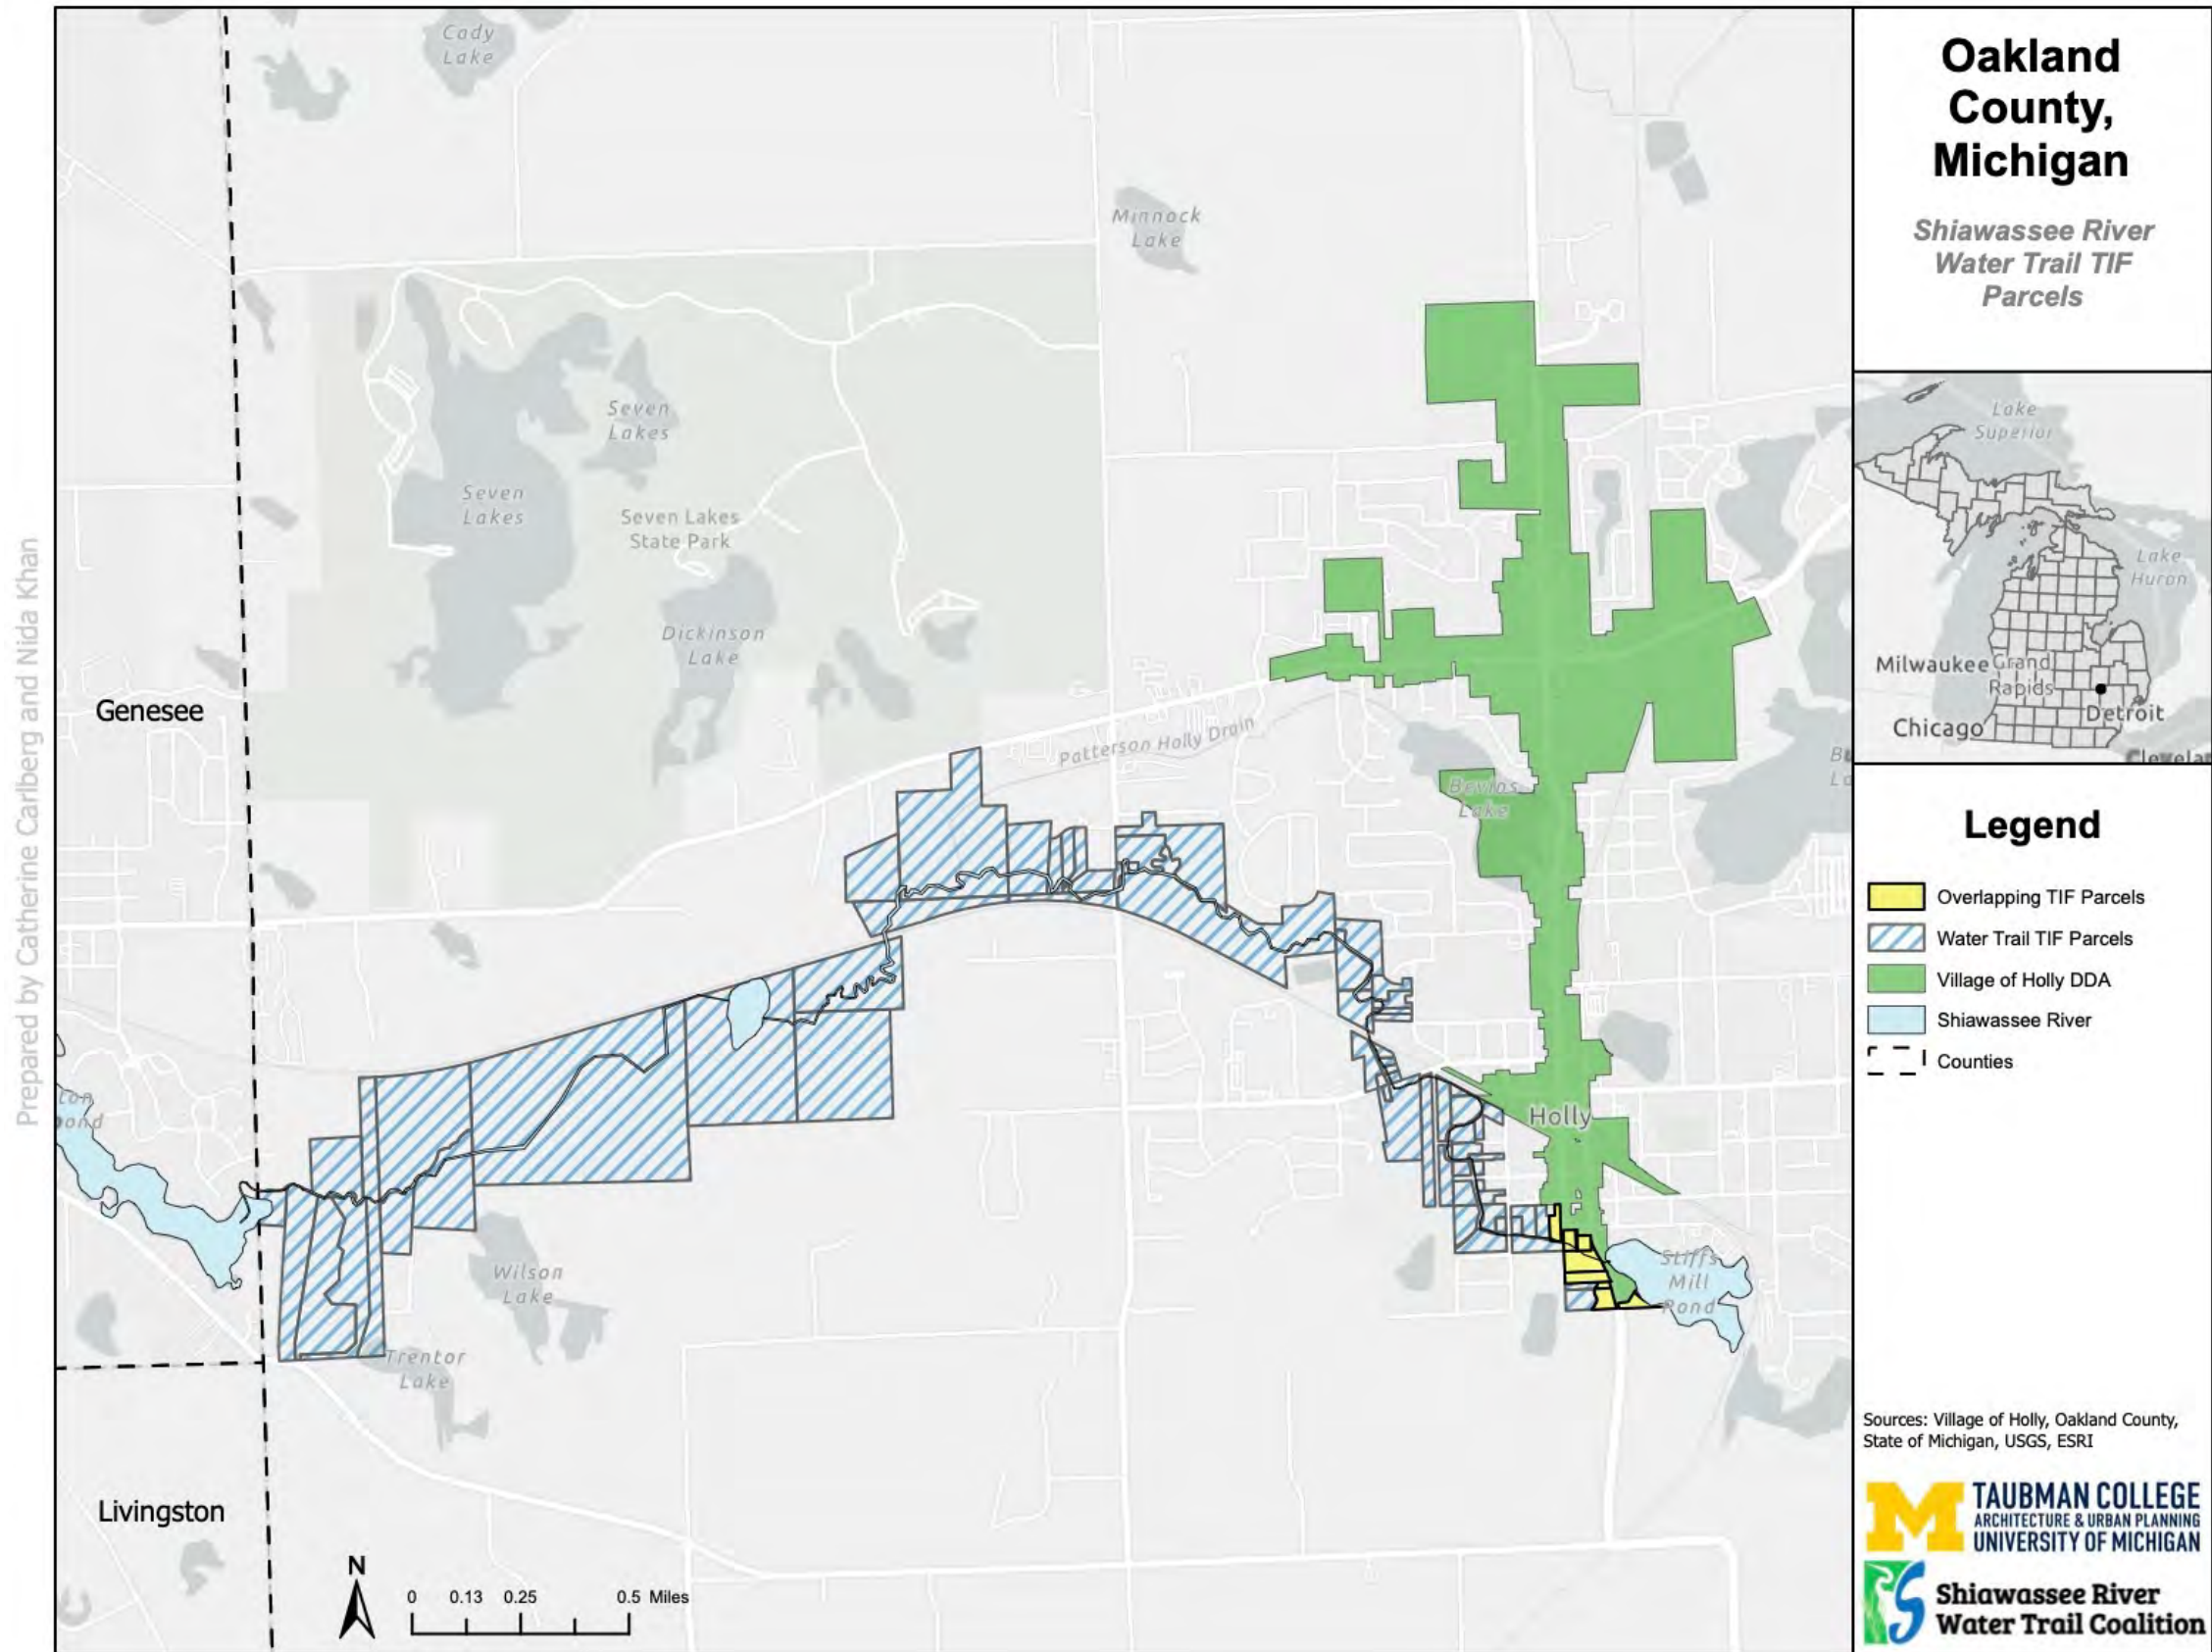 Oakland
County,
Michigan
Shiawassee River
Water Trail TIF
Parcels
Lake
Superior
Lake
Huron
Milwaukee
Grand
Rapids
Detroit
Chicago
Legend
Overlapping TIF Parcels
Water Trail TIF Parcels
Village of Holly DDA
Shiawassee River
Counties
Sources: Village of Holly, Oakland County,
State of Michigan, USGS, ESRI
TAUBMAN COLLEGE
ARCHITECTURE & URBAN PLANNING
UNIVERSITY OF MICHIGAN
Shiawassee River
Water Trail Coalition
Prepared by Catherine Carlberg and Nida Khan
Cady
Lake
Minnock
Lake
Seven
Lakes
Seven
Lakes
Seven Lakes
State Park
Dickinson
Lake
Genesee
Patterson Holly Drain
Bevins
Lake
Holly
Stiffs
Mill
Pond
Wilson
Lake
Trentor
Lake
Livingston
N
0 0.13 0.25 0.5 Miles